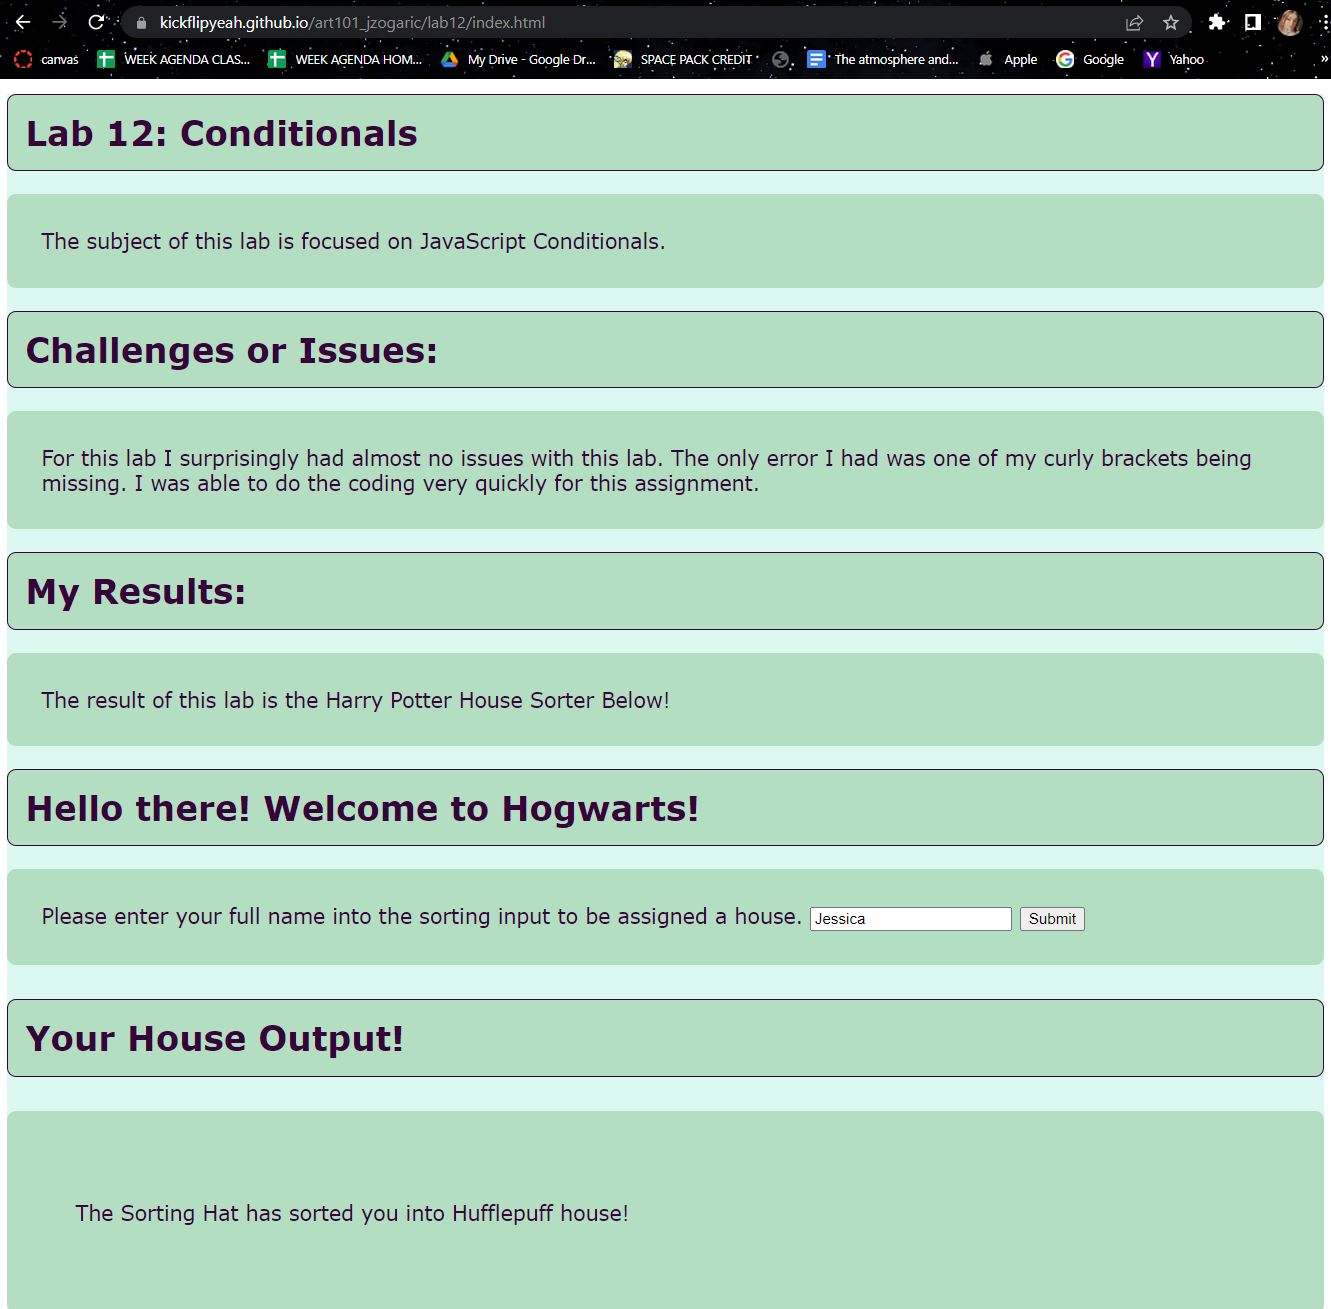 kickflipyeah.github.io/art101_jzogaric/lab12/index.html
canvas WEEK AGENDA CLAS... WEEK AGENDA HOM... My Drive - Google Dr... SPACE PACK CREDIT The atmosphere and... Apple Google Yahoo »
Lab 12: Conditionals
The subject of this lab is focused on JavaScript Conditionals.
Challenges or Issues:
For this lab I surprisingly had almost no issues with this lab. The only error I had was one of my curly brackets being
missing. I was able to do the coding very quickly for this assignment.
My Results:
The result of this lab is the Harry Potter House Sorter Below!
Hello there! Welcome to Hogwarts!
Please enter your full name into the sorting input to be assigned a house. Jessica Submit
Your House Output!
The Sorting Hat has sorted you into Hufflepuff house!